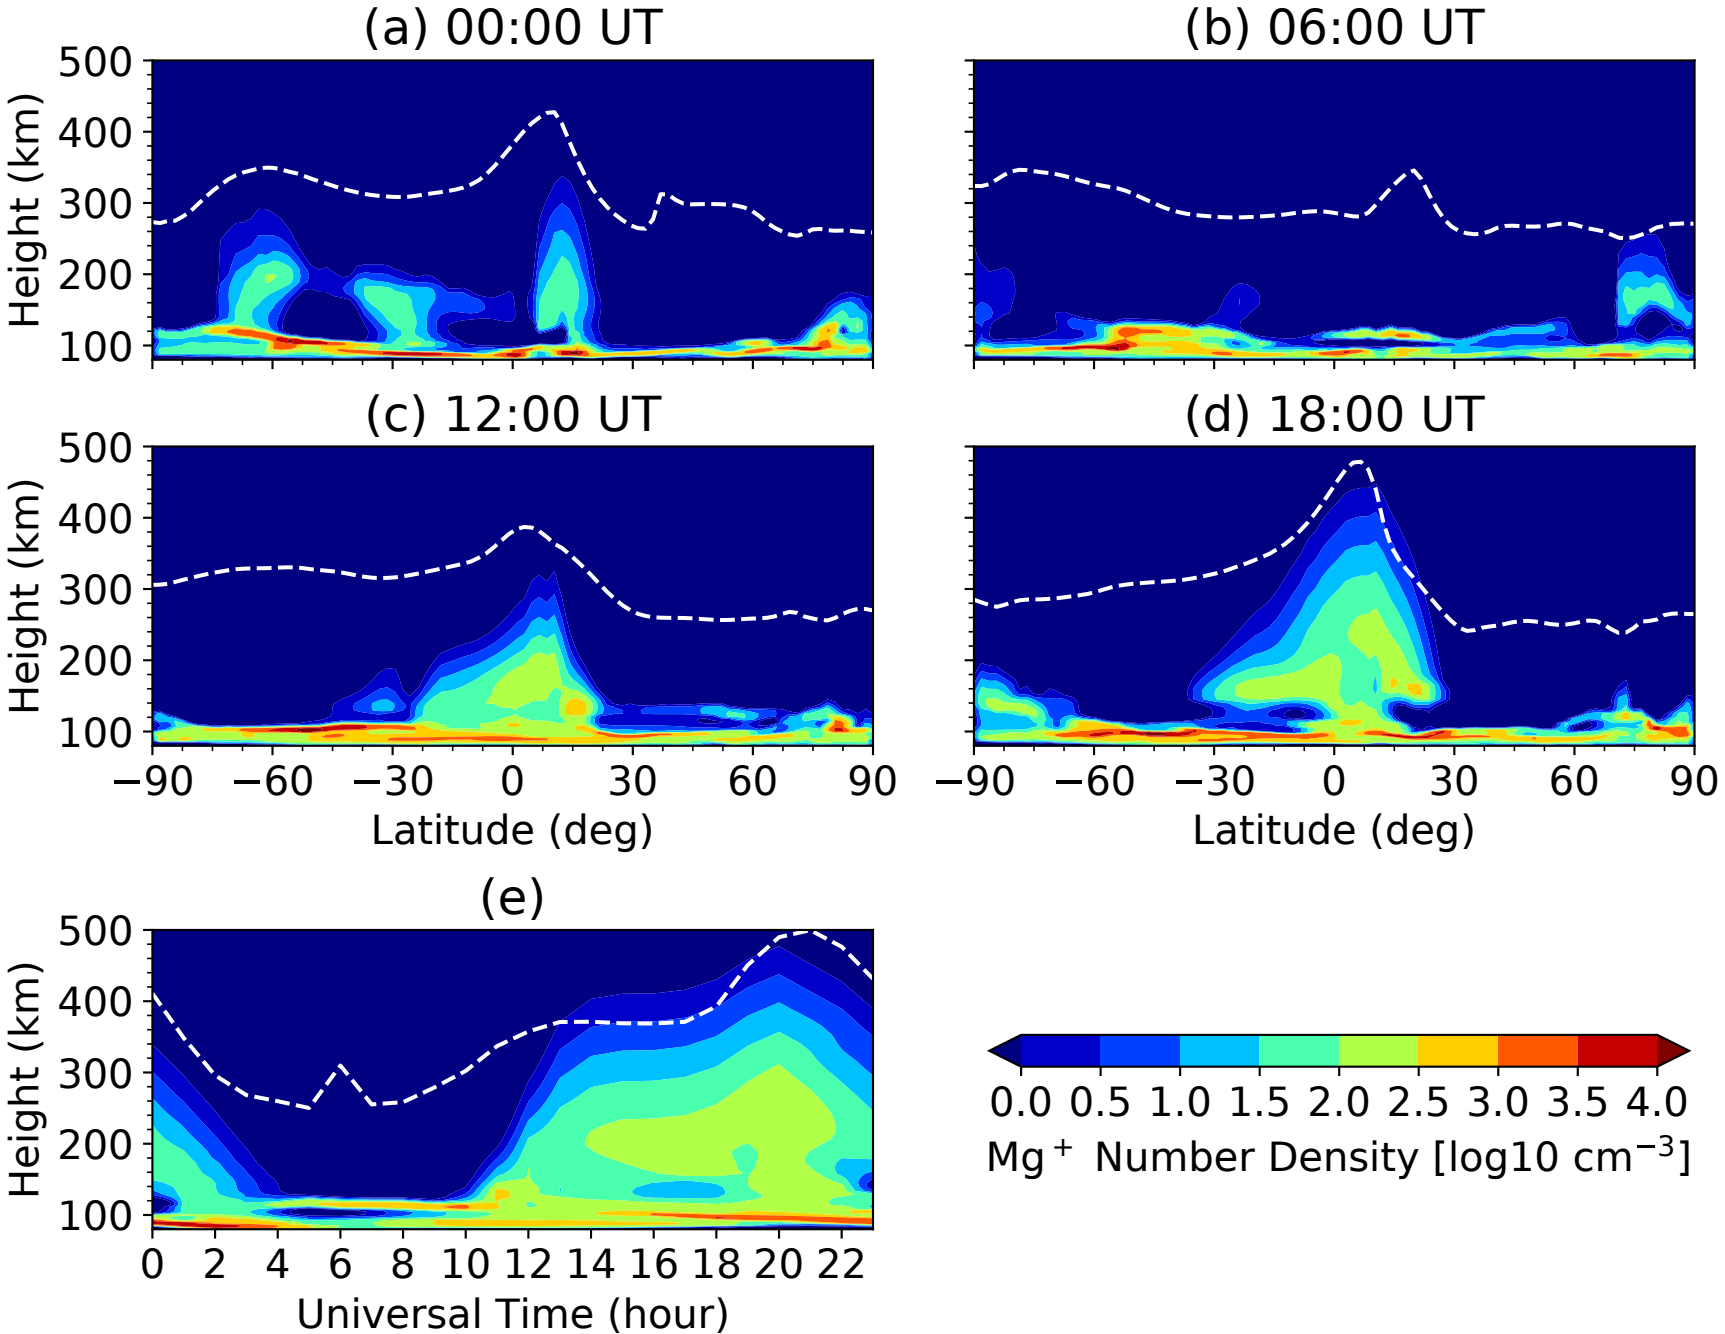 (a) 00:00 UT
(b) 06:00 UT
500
400
300
200
100
Height (km)
(c) 12:00 UT
(d) 18:00 UT
500
400
300
200
100
Height (km)
−90 −60 −30 0 30 60 90
−90 −60 −30 0 30 60 90
Latitude (deg)
Latitude (deg)
(e)
500
400
300
200
100
Height (km)
0 2 4 6 8 10 12 14 16 18 20 22
Universal Time (hour)
0.0 0.5 1.0 1.5 2.0 2.5 3.0 3.5 4.0
Mg⁺ Number Density [log10 cm⁻³]